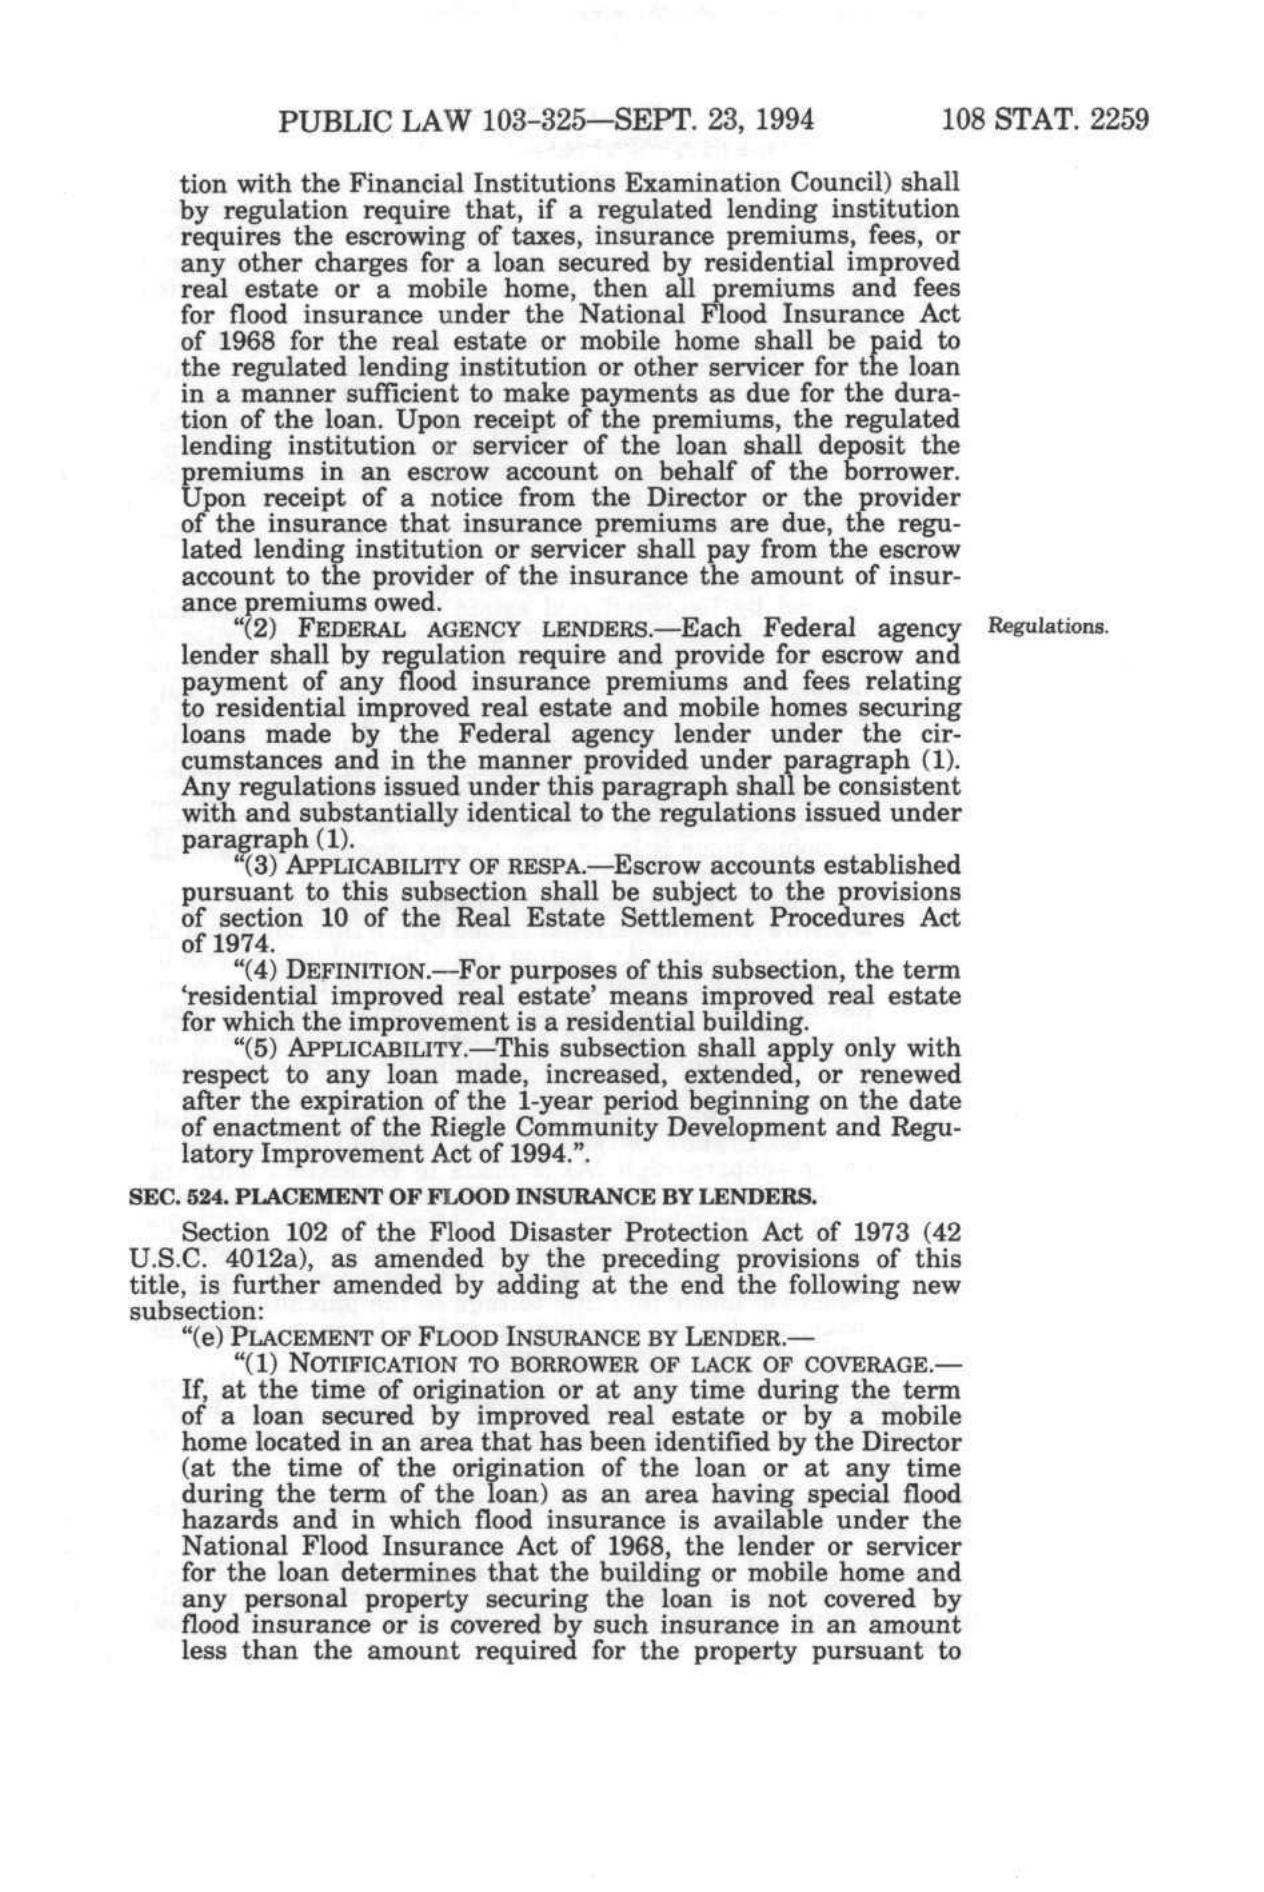 PUBLIC LAW 103–325—SEPT. 23, 1994 108 STAT. 2259
tion with the Financial Institutions Examination Council) shall
by regulation require that, if a regulated lending institution
requires the escrowing of taxes, insurance premiums, fees, or
any other charges for a loan secured by residential improved
real estate or a mobile home, then all premiums and fees
for flood insurance under the National Flood Insurance Act
of 1968 for the real estate or mobile home shall be paid to
the regulated lending institution or other servicer for the loan
in a manner sufficient to make payments as due for the dura-
tion of the loan. Upon receipt of the premiums, the regulated
lending institution or servicer of the loan shall deposit the
premiums in an escrow account on behalf of the borrower.
Upon receipt of a notice from the Director or the provider
of the insurance that insurance premiums are due, the regu-
lated lending institution or servicer shall pay from the escrow
account to the provider of the insurance the amount of insur-
ance premiums owed.
“(2) FEDERAL AGENCY LENDERS.—Each Federal agency Regulations.
lender shall by regulation require and provide for escrow and
payment of any flood insurance premiums and fees relating
to residential improved real estate and mobile homes securing
loans made by the Federal agency lender under the cir-
cumstances and in the manner provided under paragraph (1).
Any regulations issued under this paragraph shall be consistent
with and substantially identical to the regulations issued under
paragraph (1).
“(3) APPLICABILITY OF RESPA.—Escrow accounts established
pursuant to this subsection shall be subject to the provisions
of section 10 of the Real Estate Settlement Procedures Act
of 1974.
“(4) DEFINITION.—For purposes of this subsection, the term
‘residential improved real estate’ means improved real estate
for which the improvement is a residential building.
“(5) APPLICABILITY.—This subsection shall apply only with
respect to any loan made, increased, extended, or renewed
after the expiration of the 1-year period beginning on the date
of enactment of the Riegle Community Development and Regu-
latory Improvement Act of 1994.”.
SEC. 524. PLACEMENT OF FLOOD INSURANCE BY LENDERS.
Section 102 of the Flood Disaster Protection Act of 1973 (42
U.S.C. 4012a), as amended by the preceding provisions of this
title, is further amended by adding at the end the following new
subsection:
“(e) PLACEMENT OF FLOOD INSURANCE BY LENDER.—
“(1) NOTIFICATION TO BORROWER OF LACK OF COVERAGE.—
If, at the time of origination or at any time during the term
of a loan secured by improved real estate or by a mobile
home located in an area that has been identified by the Director
(at the time of the origination of the loan or at any time
during the term of the loan) as an area having special flood
hazards and in which flood insurance is available under the
National Flood Insurance Act of 1968, the lender or servicer
for the loan determines that the building or mobile home and
any personal property securing the loan is not covered by
flood insurance or is covered by such insurance in an amount
less than the amount required for the property pursuant to